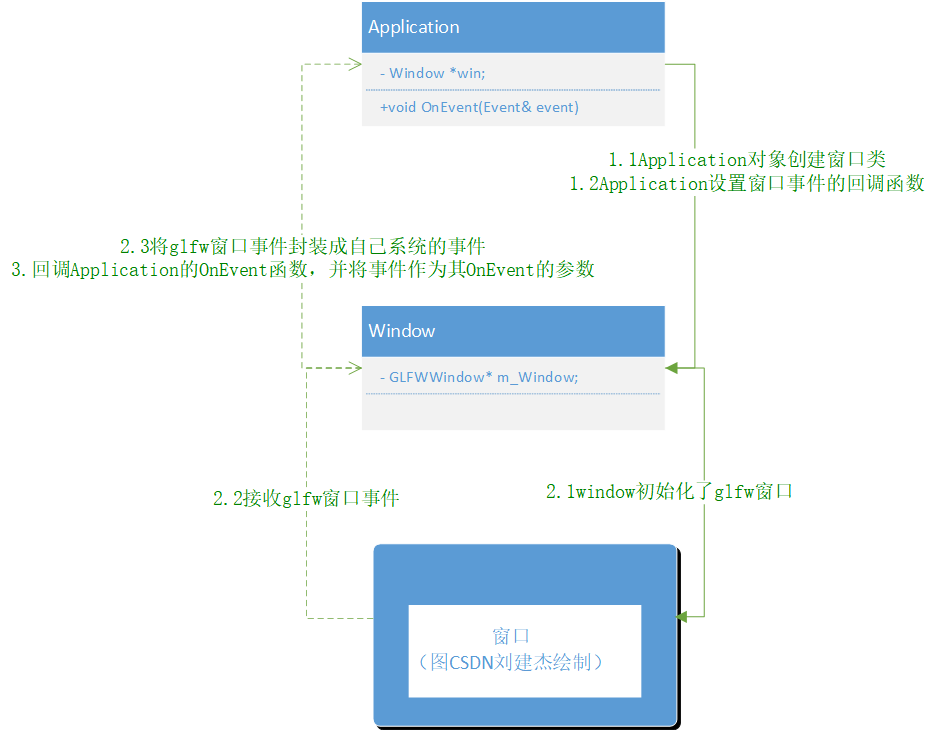 Application
- Window *win;
+void OnEvent(Event& event)
1.1Application对象创建窗口类
1.2Application设置窗口事件的回调函数
2.3将glfw窗口事件封装成自己系统的事件
3.回调Application的OnEvent函数，并将事件作为其OnEvent的参数
Window
- GLFWWindow* m_Window;
2.2接收glfw窗口事件
2.1window初始化了glfw窗口
窗口
（图CSDN刘建杰绘制）